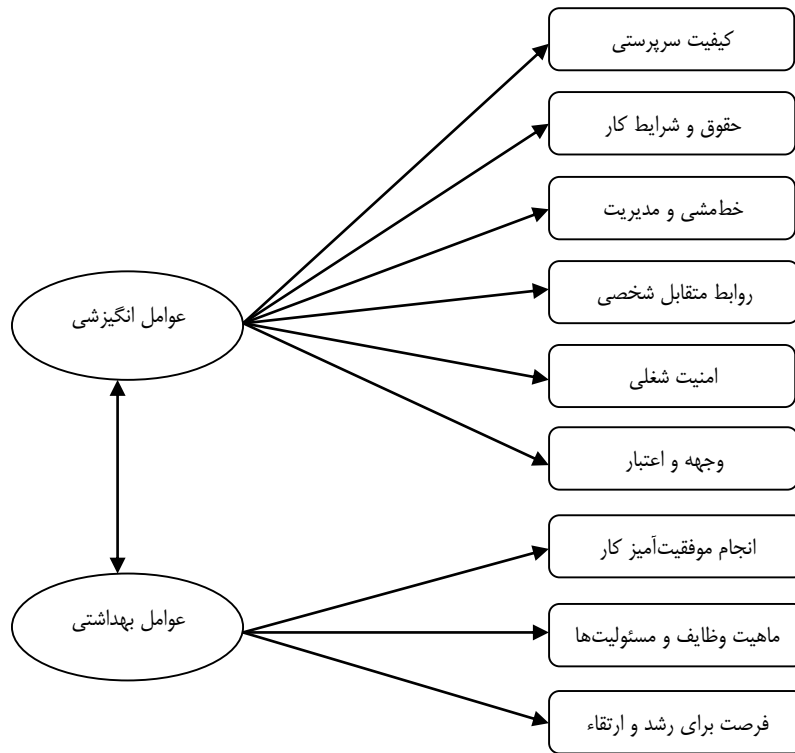 کیفیت سرپرستی
حقوق و شرایط کار
خط‌مشی و مدیریت
روابط متقابل شخصی
عوامل انگیزشی
امنیت شغلی
وجهه و اعتبار
انجام موفقیت‌آمیز کار
عوامل بهداشتی
ماهیت وظایف و مسئولیت‌ها
فرصت برای رشد و ارتقاء